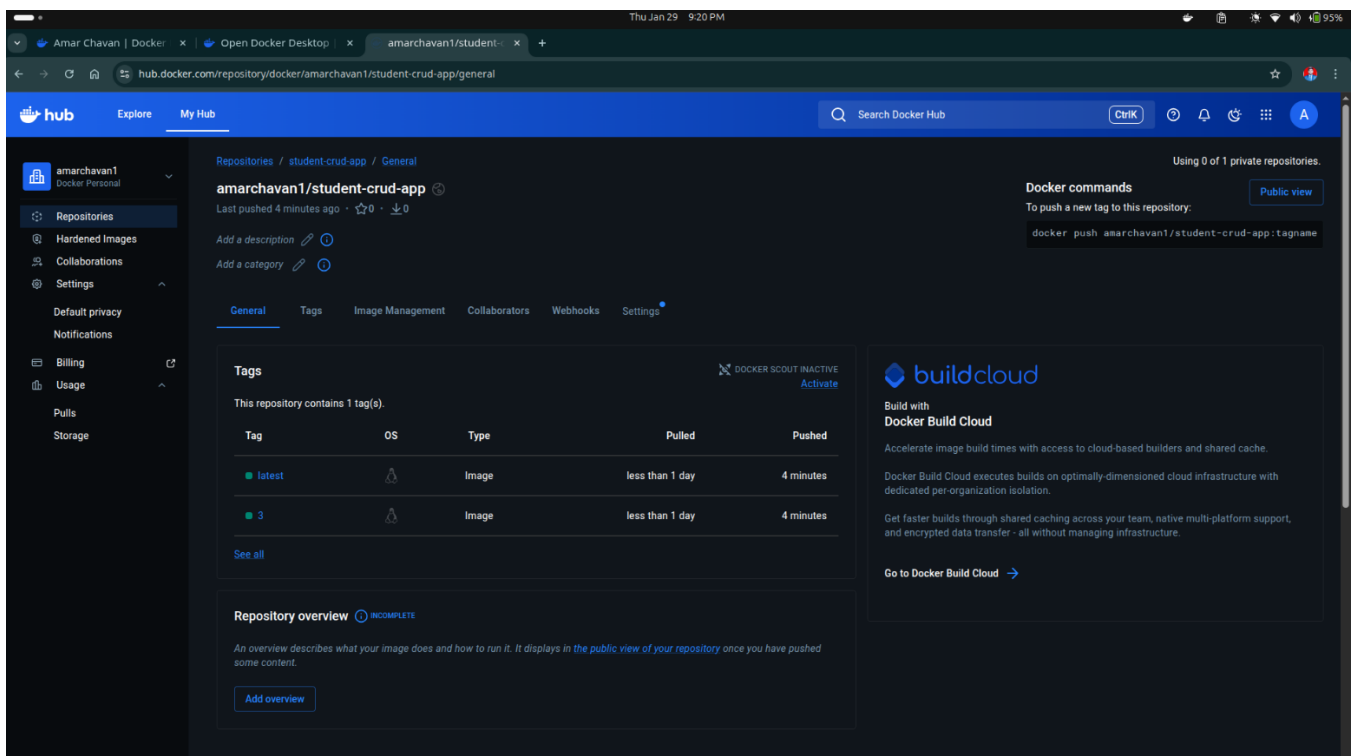 Thu Jan 29 9:20 PM
95%
Amar Chavan | Docker
Open Docker Desktop |
amarchavan1/student-c
hub.docker.com/repository/docker/amarchavan1/student-crud-app/general
hub
Explore
My Hub
Search Docker Hub
CtrlK
A
amarchavan1
Docker Personal
Repositories
Hardened Images
Collaborations
Settings
Default privacy
Notifications
Billing
Usage
Pulls
Storage
Repositories / student-crud-app / General
Using 0 of 1 private repositories.
amarchavan1/student-crud-app
Last pushed 4 minutes ago · 0 · 0
Add a description
Add a category
Docker commands
Public view
To push a new tag to this repository:
docker push amarchavan1/student-crud-app:tagname
General Tags Image Management Collaborators Webhooks Settings
Tags
DOCKER SCOUT INACTIVE
Activate
This repository contains 1 tag(s).
Tag OS Type Pulled Pushed
latest Image less than 1 day 4 minutes
3 Image less than 1 day 4 minutes
See all
Repository overview INCOMPLETE
An overview describes what your image does and how to run it. It displays in the public view of your repository once you have pushed
some content.
Add overview
buildcloud
Build with
Docker Build Cloud
Accelerate image build times with access to cloud-based builders and shared cache.
Docker Build Cloud executes builds on optimally-dimensioned cloud infrastructure with
dedicated per-organization isolation.
Get faster builds through shared caching across your team, native multi-platform support,
and encrypted data transfer - all without managing infrastructure.
Go to Docker Build Cloud